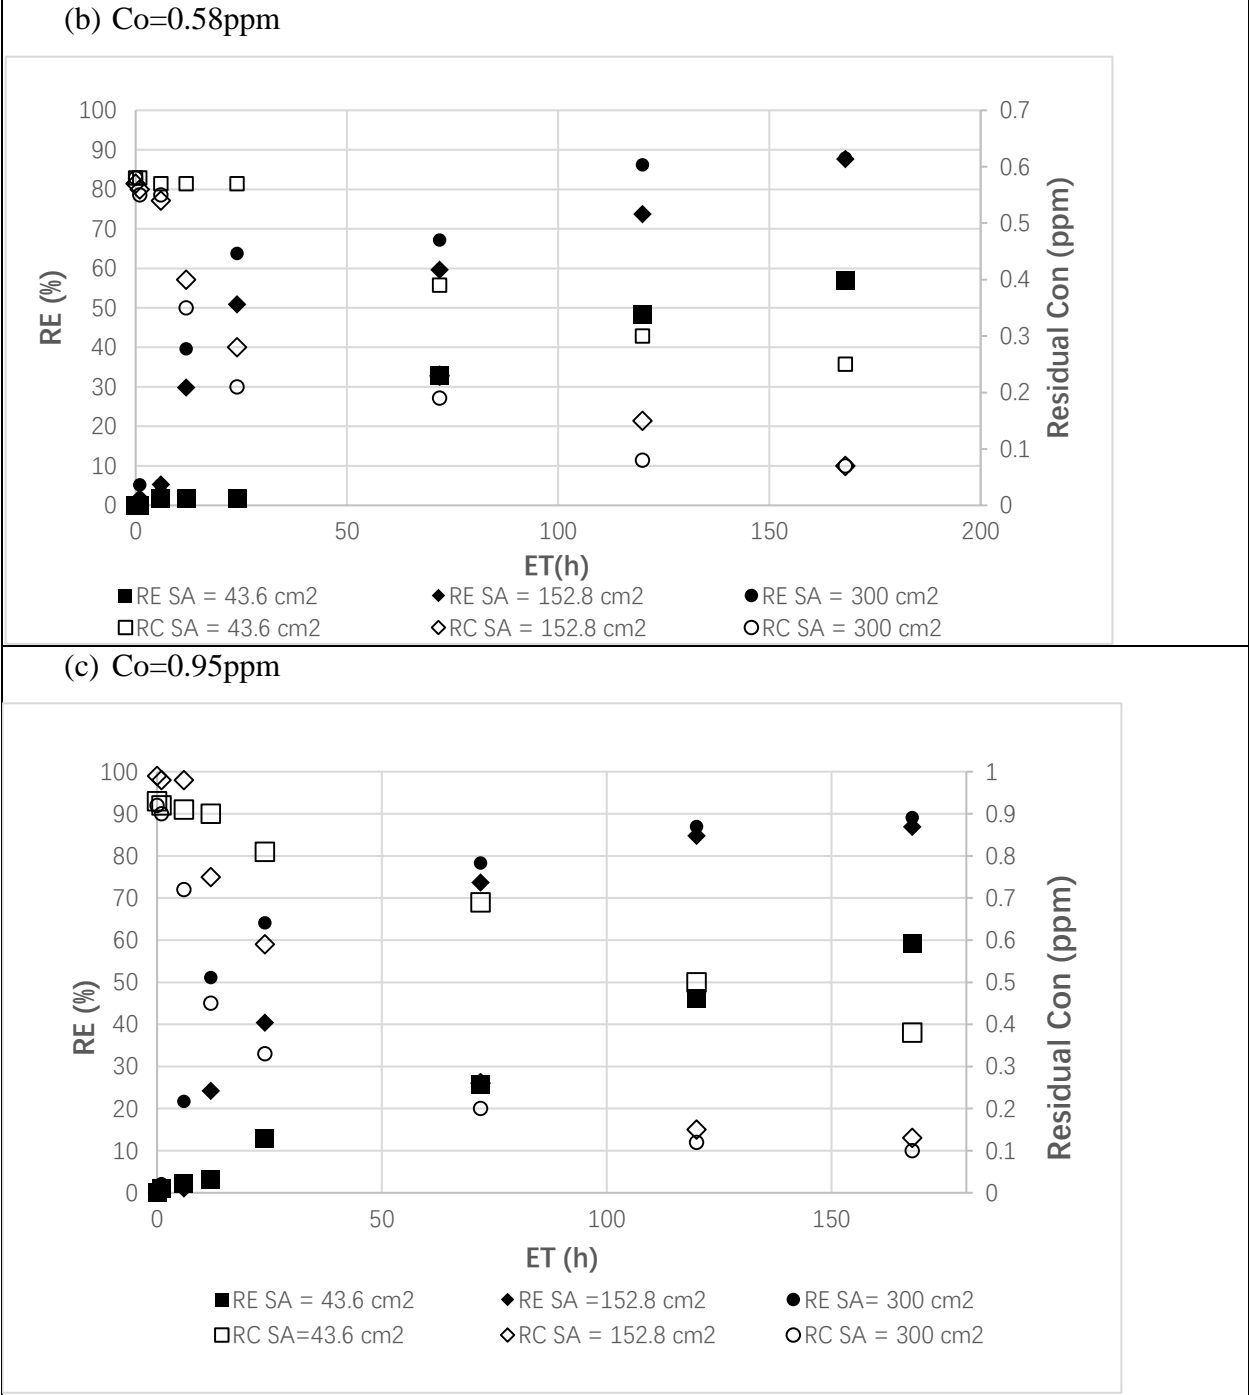 (b) Co=0.58ppm
100 0.7
90
80 0.6
70 0.5
60
50 0.4
40 0.3
30
20 0.2
10 0.1
0 0
RE (%)
Residual Con (ppm)
0 50 100 150 200
ET(h)
RE SA = 43.6 cm2 RE SA = 152.8 cm2 RE SA = 300 cm2
RC SA = 43.6 cm2 RC SA = 152.8 cm2 RC SA = 300 cm2
(c) Co=0.95ppm
100 1
90 0.9
80 0.8
70 0.7
60 0.6
50 0.5
40 0.4
30 0.3
20 0.2
10 0.1
0 0
RE (%)
Residual Con (ppm)
0 50 100 150
ET (h)
RE SA = 43.6 cm2 RE SA =152.8 cm2 RE SA= 300 cm2
RC SA=43.6 cm2 RC SA = 152.8 cm2 RC SA = 300 cm2